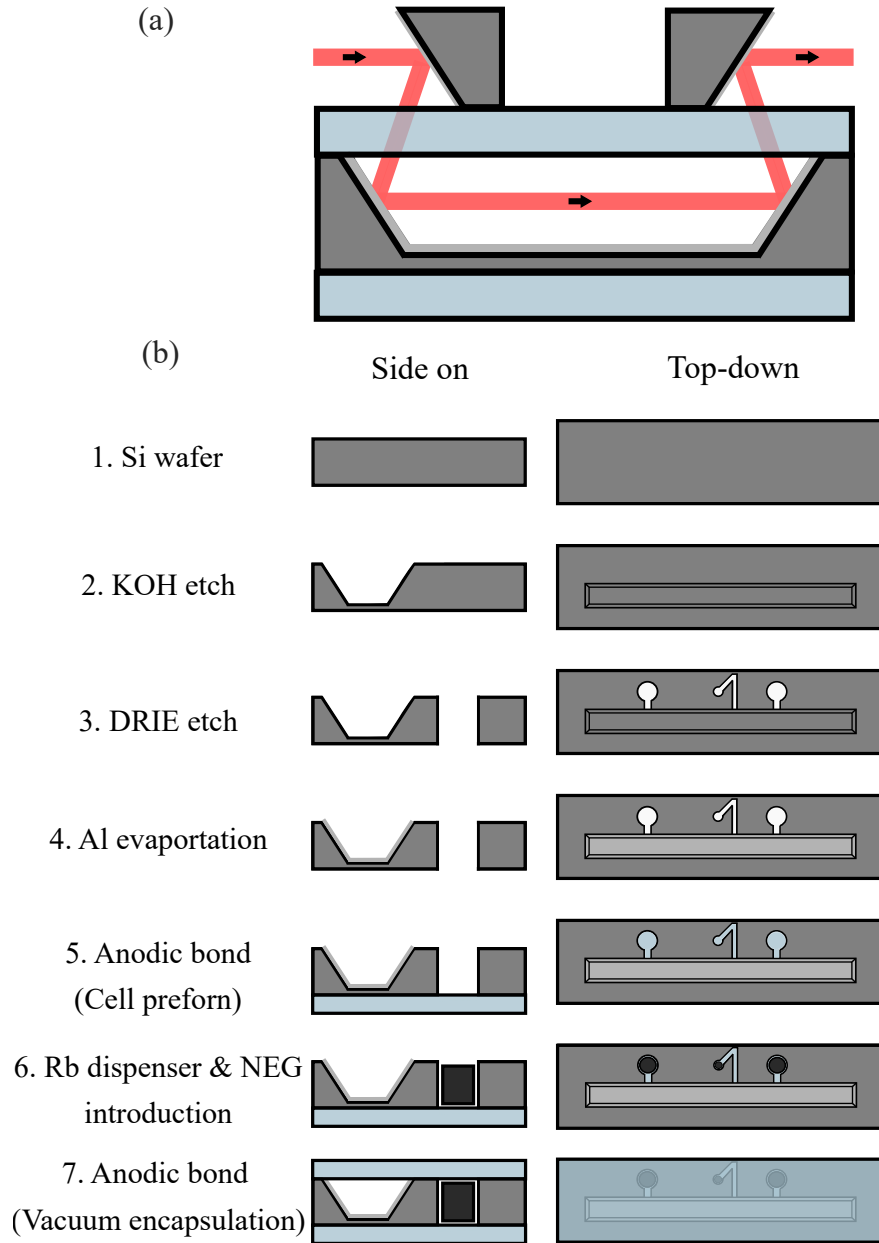 (a)
(b)
Side on
Top-down
1. Si wafer
2. KOH etch
3. DRIE etch
4. Al evaportation
5. Anodic bond
(Cell preforn)
6. Rb dispenser & NEG
introduction
7. Anodic bond
(Vacuum encapsulation)